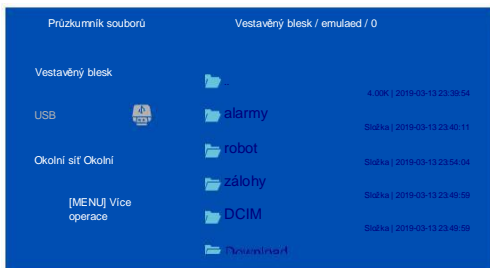 Průzkumník souborů
Vestavěný blesk / emulaed / 0
Vestavěný blesk
..
4.00K | 2019-03-13 23:39:54
USB
alarmy
Složka | 2019-03-13 23:40:11
Okolní síť Okolní
robot
Složka | 2019-03-13 23:54:04
zálohy
Složka | 2019-03-13 23:49:59
[MENU] Více
operace
DCIM
Složka | 2019-03-13 23:49:59
Download